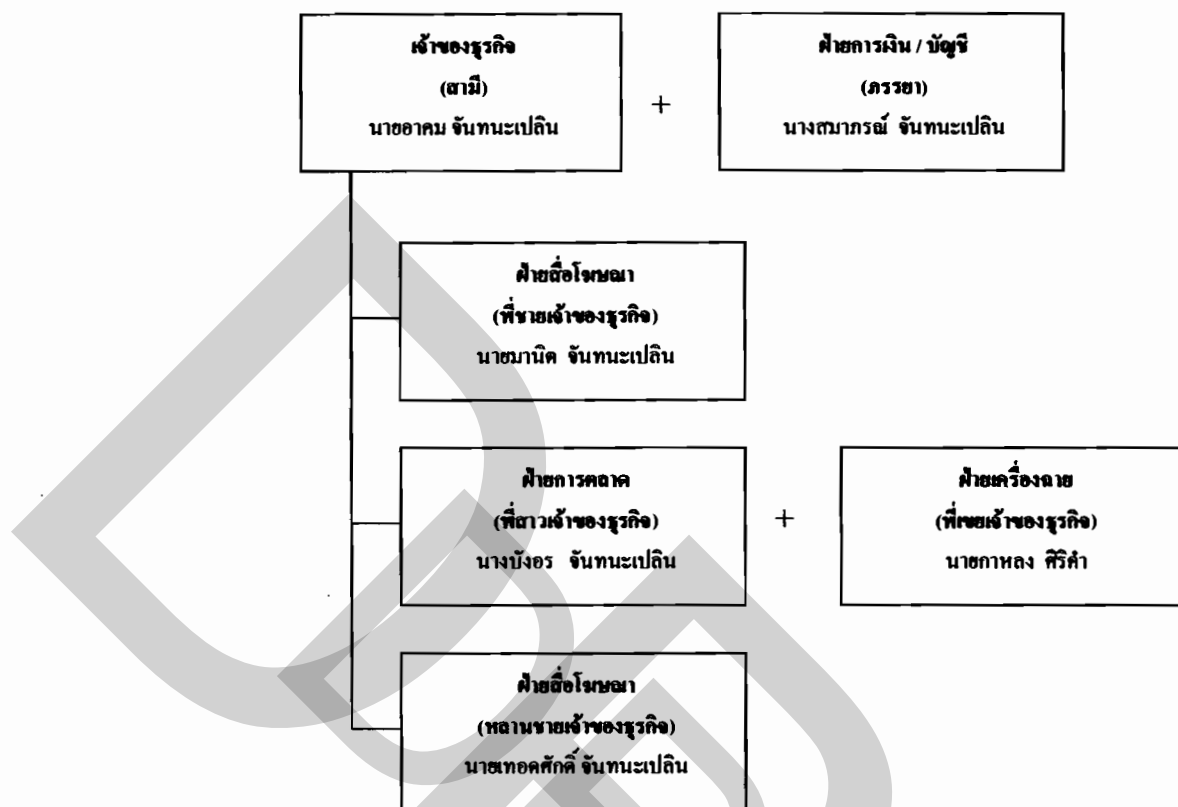 เจ้าของธุรกิจ
(สามี)
นายอาคม จันทนะเปลิน
+
ฝ่ายการเงิน / บัญชี
(ภรรยา)
นางสมาภรณ์ จันทนะเปลิน
ฝ่ายสื่อโฆษณา
(พี่ชายเจ้าของธุรกิจ)
นายมานิต จันทนะเปลิน
ฝ่ายการตลาด
(พี่สาวเจ้าของธุรกิจ)
นางบังอร จันทนะเปลิน
+
ฝ่ายเครื่องฉาย
(พี่เขยเจ้าของธุรกิจ)
นายกาหลง ศิริคำ
ฝ่ายสื่อโฆษณา
(หลานชายเจ้าของธุรกิจ)
นายเทอดศักดิ์ จันทนะเปลิน